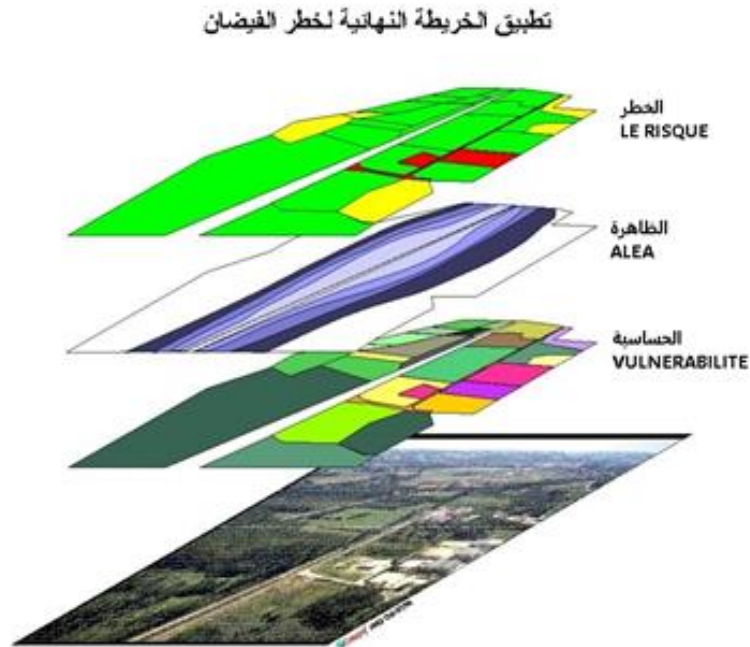 تطبيق الخريطة النهائية لخطر الفيضان
الخطر
LE RISQUE
الظاهرة
ALEA
الحساسية
VULNERABILITE